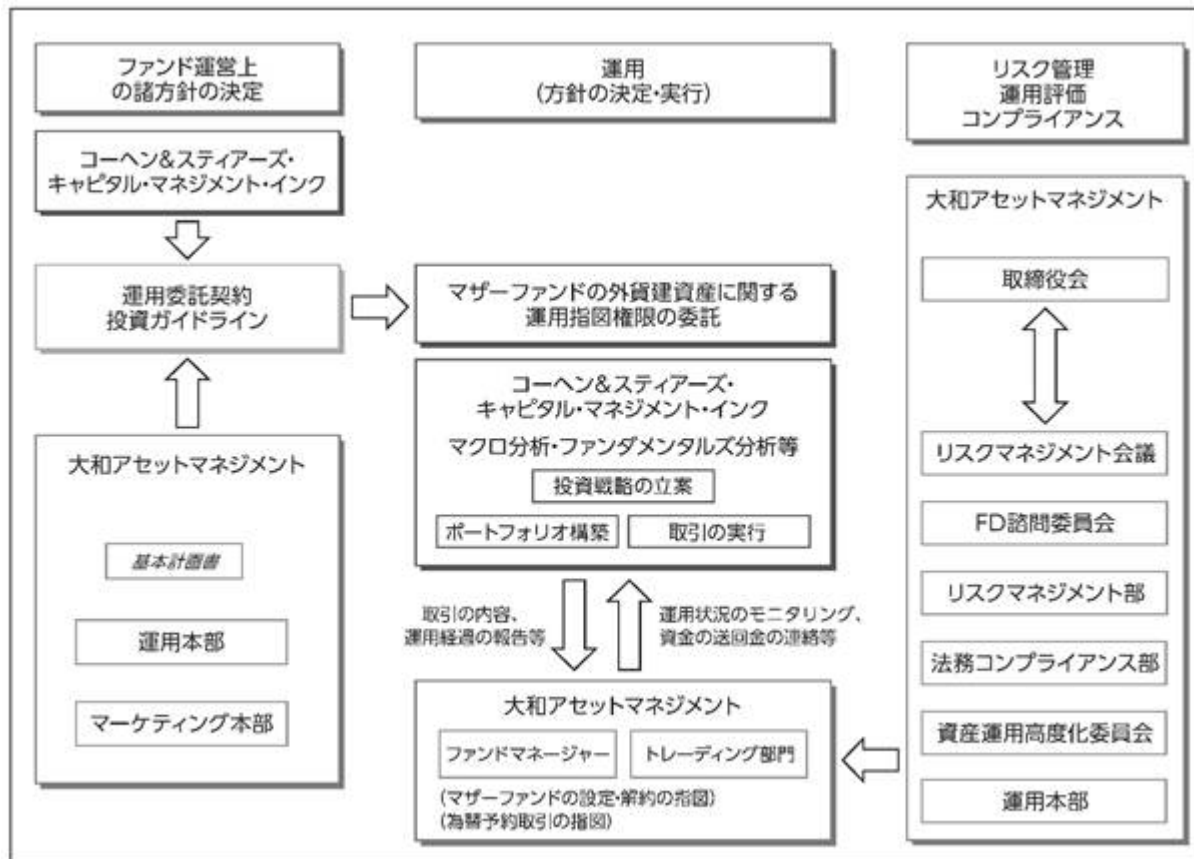 ファンド運営上
の諸方針の決定
コーヘン&スティアーズ・
キャピタル・マネジメント・インク
運用委託契約
投資ガイドライン
大和アセットマネジメント
基本計画書
運用本部
マーケティング本部
運用
(方針の決定・実行)
マザーファンドの外貨建資産に関する
運用指図権限の委託
コーヘン&スティアーズ・
キャピタル・マネジメント・インク
マクロ分析・ファンダメンタルズ分析等
投資戦略の立案
ポートフォリオ構築
取引の実行
取引の内容、
運用経過の報告等
運用状況のモニタリング、
資金の送回金の連絡等
大和アセットマネジメント
ファンドマネージャー
トレーディング部門
(マザーファンドの設定・解約の指図)
(為替予約取引の指図)
リスク管理
運用評価
コンプライアンス
大和アセットマネジメント
取締役会
リスクマネジメント会議
FD諮問委員会
リスクマネジメント部
法務コンプライアンス部
資産運用高度化委員会
運用本部